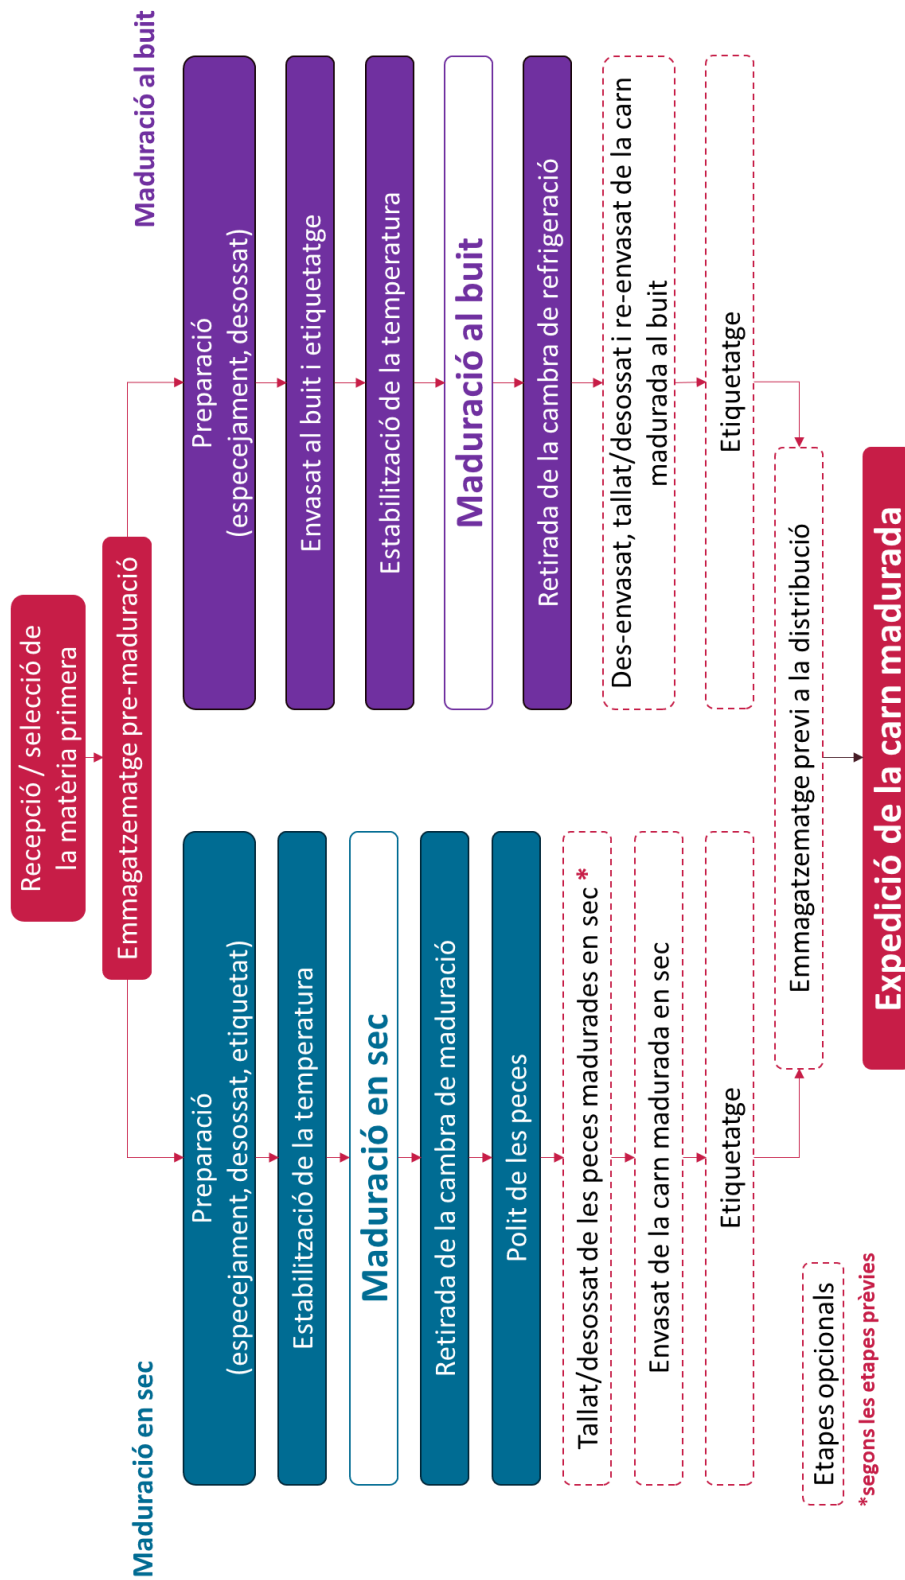 Recepció / selecció de
la matèria primera
Emmagatzematge pre-maduració
Maduració en sec
Preparació
(especejament, desossat, etiquetat)
Estabilització de la temperatura
Maduració en sec
Retirada de la cambra de maduració
Polit de les peces
Tallat/desossat de les peces madurades en sec *
Envasat de la carn madurada en sec
Etiquetatge
Maduració al buit
Preparació
(especejament, desossat)
Envasat al buit i etiquetatge
Estabilització de la temperatura
Maduració al buit
Retirada de la cambra de refrigeració
Des-envasat, tallat/desossat i re-envasat de la carn
madurada al buit
Etiquetatge
Emmagatzematge previ a la distribució
Expedició de la carn madurada
Etapes opcionals
*segons les etapes prèvies